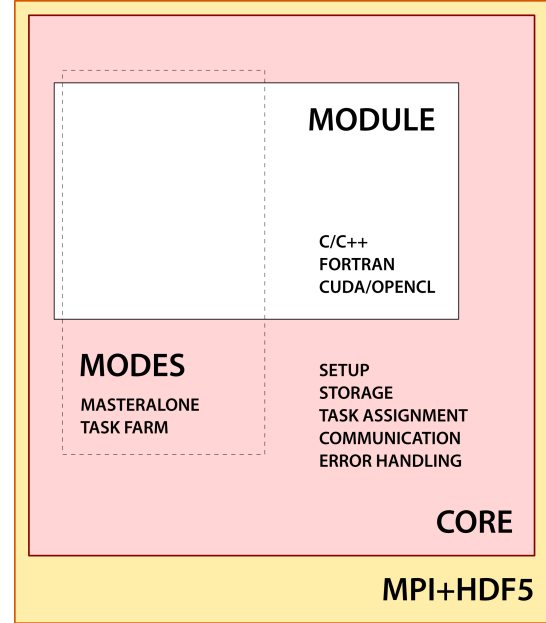 MODULE
C/C++
FORTRAN
CUDA/OPENCL
MODES
MASTERALONE
TASK FARM
SETUP
STORAGE
TASK ASSIGNMENT
COMMUNICATION
ERROR HANDLING
CORE
MPI+HDF5